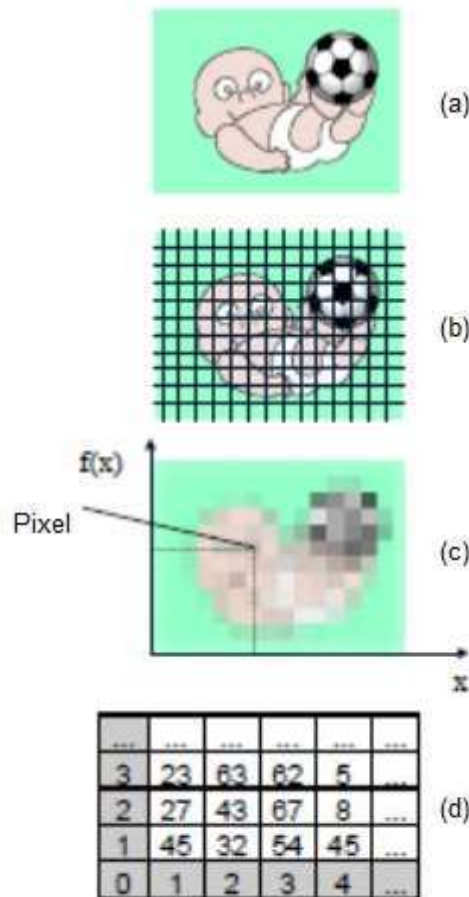 (a)
(b)
f(x)
Pixel
(c)
x
... ... ... ... ... ...
3 23 63 62 5 ...
2 27 43 67 8 ...
(d)
1 45 32 54 45 ...
0 1 2 3 4 ...